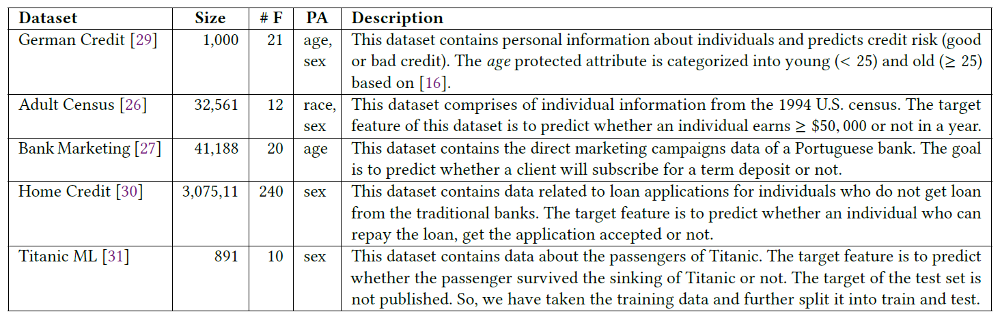 Dataset Size # F PA Description
German Credit [29] 1,000 21 age, This dataset contains personal information about individuals and predicts credit risk (good
sex or bad credit). The age protected attribute is categorized into young (< 25) and old (≥ 25)
based on [16].
Adult Census [26] 32,561 12 race, This dataset comprises of individual information from the 1994 U.S. census. The target
sex feature of this dataset is to predict whether an individual earns ≥ $50, 000 or not in a year.
Bank Marketing [27] 41,188 20 age This dataset contains the direct marketing campaigns data of a Portuguese bank. The goal
is to predict whether a client will subscribe for a term deposit or not.
Home Credit [30] 3,075,11 240 sex This dataset contains data related to loan applications for individuals who do not get loan
from the traditional banks. The target feature is to predict whether an individual who can
repay the loan, get the application accepted or not.
Titanic ML [31] 891 10 sex This dataset contains data about the passengers of Titanic. The target feature is to predict
whether the passenger survived the sinking of Titanic or not. The target of the test set is
not published. So, we have taken the training data and further split it into train and test.